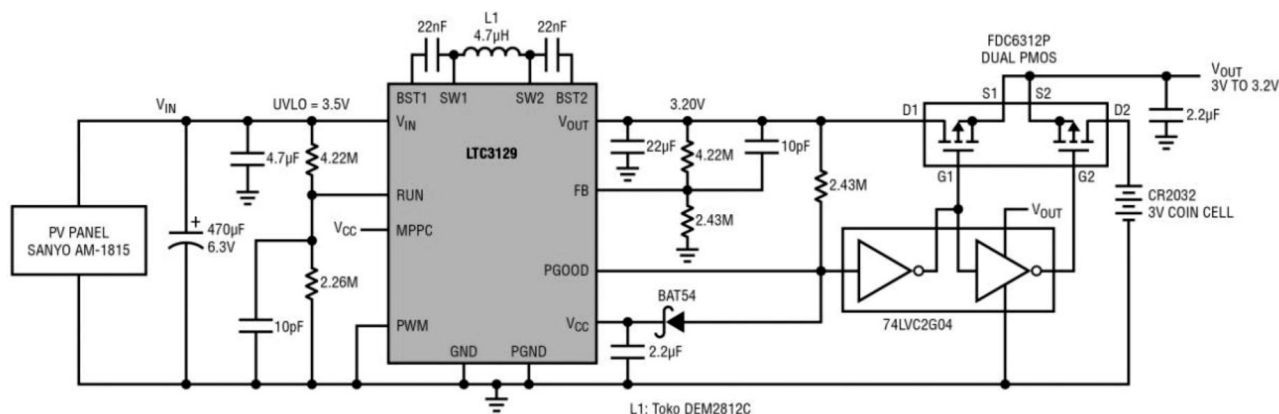 22nF
L1
4.7µH
22nF
FDC6312P
DUAL PMOS
BST1
SW1
SW2
BST2
S1
S2
VOUT
3V TO 3.2V
VIN
UVLO = 3.5V
3.20V
D1
D2
2.2µF
VIN
VOUT
LTC3129
4.7µF
4.22M
22µF
4.22M
10pF
G1
G2
RUN
FB
2.43M
CR2032
3V COIN CELL
PV PANEL
SANYO AM-1815
470µF
6.3V
+
VCC
MPPC
2.43M
VOUT
PGOOD
2.26M
BAT54
74LVC2G04
10pF
PWM
VCC
2.2µF
GND
PGND
L1: Toko DEM2812C